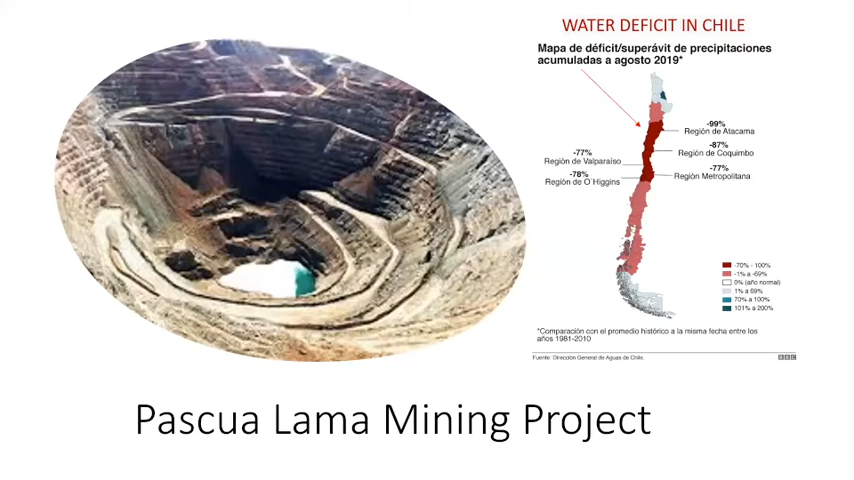 WATER DEFICIT IN CHILE
Mapa de déficit/superávit de precipitaciones
acumuladas a agosto 2019*
-99%
Región de Atacama
-87%
Región de Coquimbo
-77%
Región de Valparaíso
-77%
Región Metropolitana
-78%
Región de O´Higgins
-70% - 100%
-1% a -69%
0% (año normal)
1% a 69%
70% a 100%
101% a 200%
*Comparación con el promedio histórico a la misma fecha entre los
años 1981-2010
Fuente: Dirección General de Aguas de Chile.
BBC
Pascua Lama Mining Project